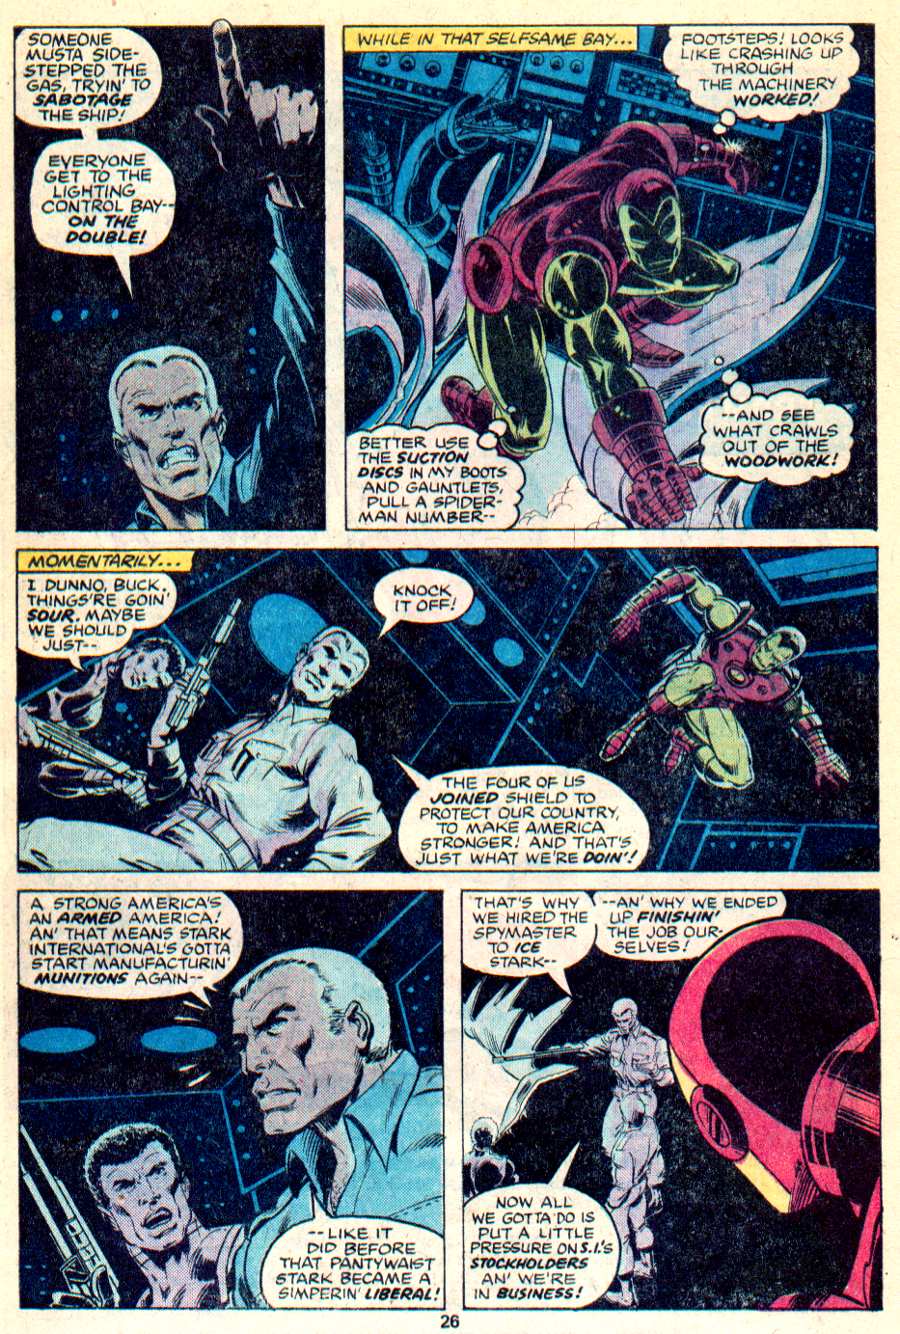 SOMEONE
MUSTA SIDE-
STEPPED THE
GAS, TRYIN' TO
SABOTAGE
THE SHIP!
EVERYONE
GET TO THE
LIGHTING
CONTROL BAY--
ON THE
DOUBLE!
WHILE IN THAT SELFSAME BAY...
FOOTSTEPS! LOOKS
LIKE CRASHING UP
THROUGH
THE MACHINERY
WORKED!
BETTER USE
THE SUCTION
DISCS IN MY BOOTS
AND GAUNTLETS,
PULL A SPIDER-
MAN NUMBER--
--AND SEE
WHAT CRAWLS
OUT OF THE
WOODWORK!
MOMENTARILY...
I DUNNO, BUCK.
THINGS'RE GOIN'
SOUR. MAYBE
WE SHOULD
JUST--
KNOCK
IT OFF!
THE FOUR OF US
JOINED SHIELD TO
PROTECT OUR COUNTRY,
TO MAKE AMERICA
STRONGER! AND THAT'S
JUST WHAT WE'RE DOIN'!
A STRONG AMERICA'S
AN ARMED AMERICA!
AN' THAT MEANS STARK
INTERNATIONAL'S GOTTA
START MANUFACTURIN'
MUNITIONS AGAIN--
--LIKE IT
DID BEFORE
THAT PANTYWAIST
STARK BECAME A
SIMPERIN' LIBERAL!
THAT'S WHY
WE HIRED THE
SPYMASTER
TO ICE
STARK--
--AN' WHY WE ENDED
UP FINISHIN'
THE JOB OUR-
SELVES!
NOW ALL
WE GOTTA DO IS
PUT A LITTLE
PRESSURE ON S.I.'S
STOCKHOLDERS
AN' WE'RE
IN BUSINESS!
26